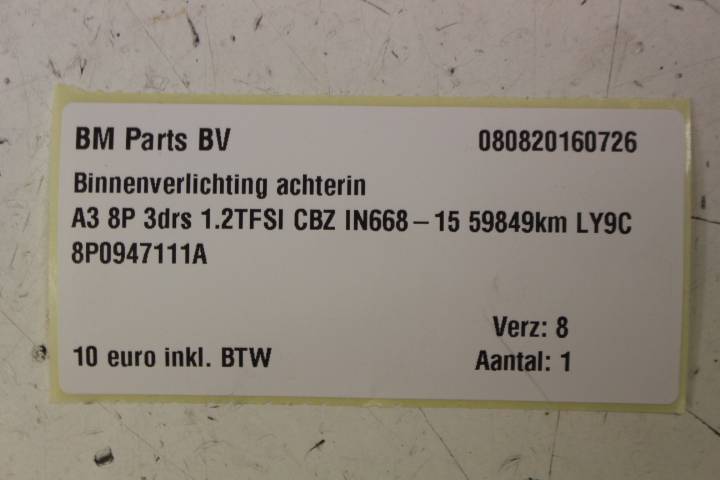 BM Parts BV 080820160726
Binnenverlichting achterin
A3 8P 3drs 1.2TFSI CBZ IN668-15 59849km LY9C
8P0947111A
Verz: 8
10 euro inkl. BTW Aantal: 1